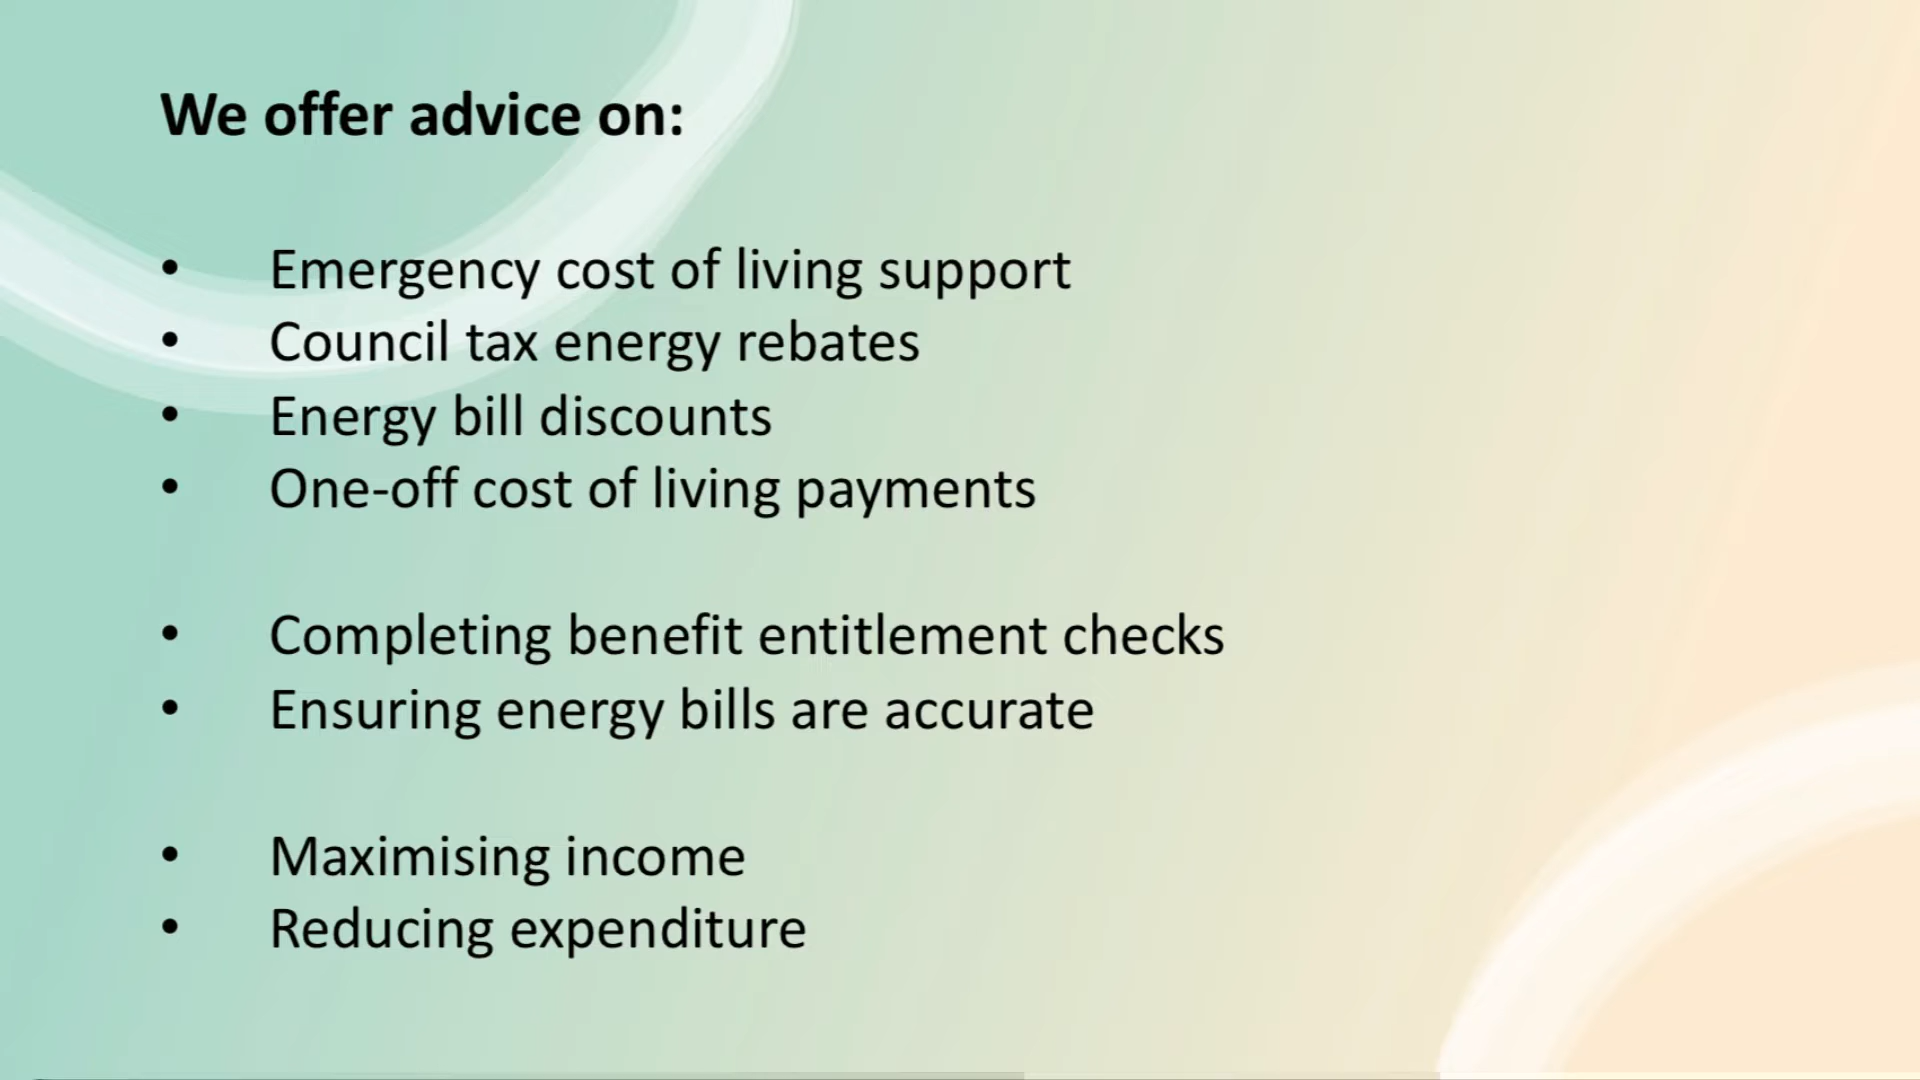 We offer advice on:
• Emergency cost of living support
• Council tax energy rebates
• Energy bill discounts
• One-off cost of living payments
• Completing benefit entitlement checks
• Ensuring energy bills are accurate
• Maximising income
• Reducing expenditure